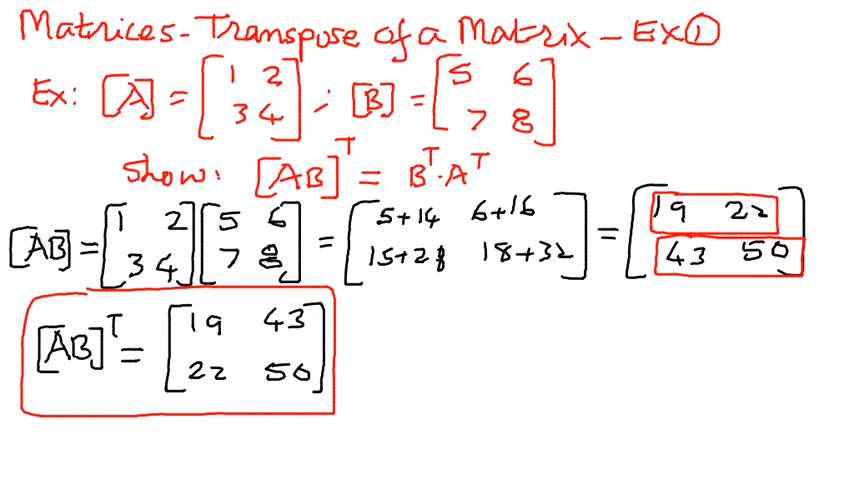 Matrices - Transpose of a Matrix - Ex①
Ex: [A] = [1 2; 3 4] ; [B] = [5 6; 7 8]
Show: [AB]ᵀ = Bᵀ·Aᵀ
[AB] = [1 2; 3 4] [5 6; 7 8] = [5+14 6+16; 15+28 18+32] = [19 22; 43 50]
[AB]ᵀ = [19 43; 22 50]